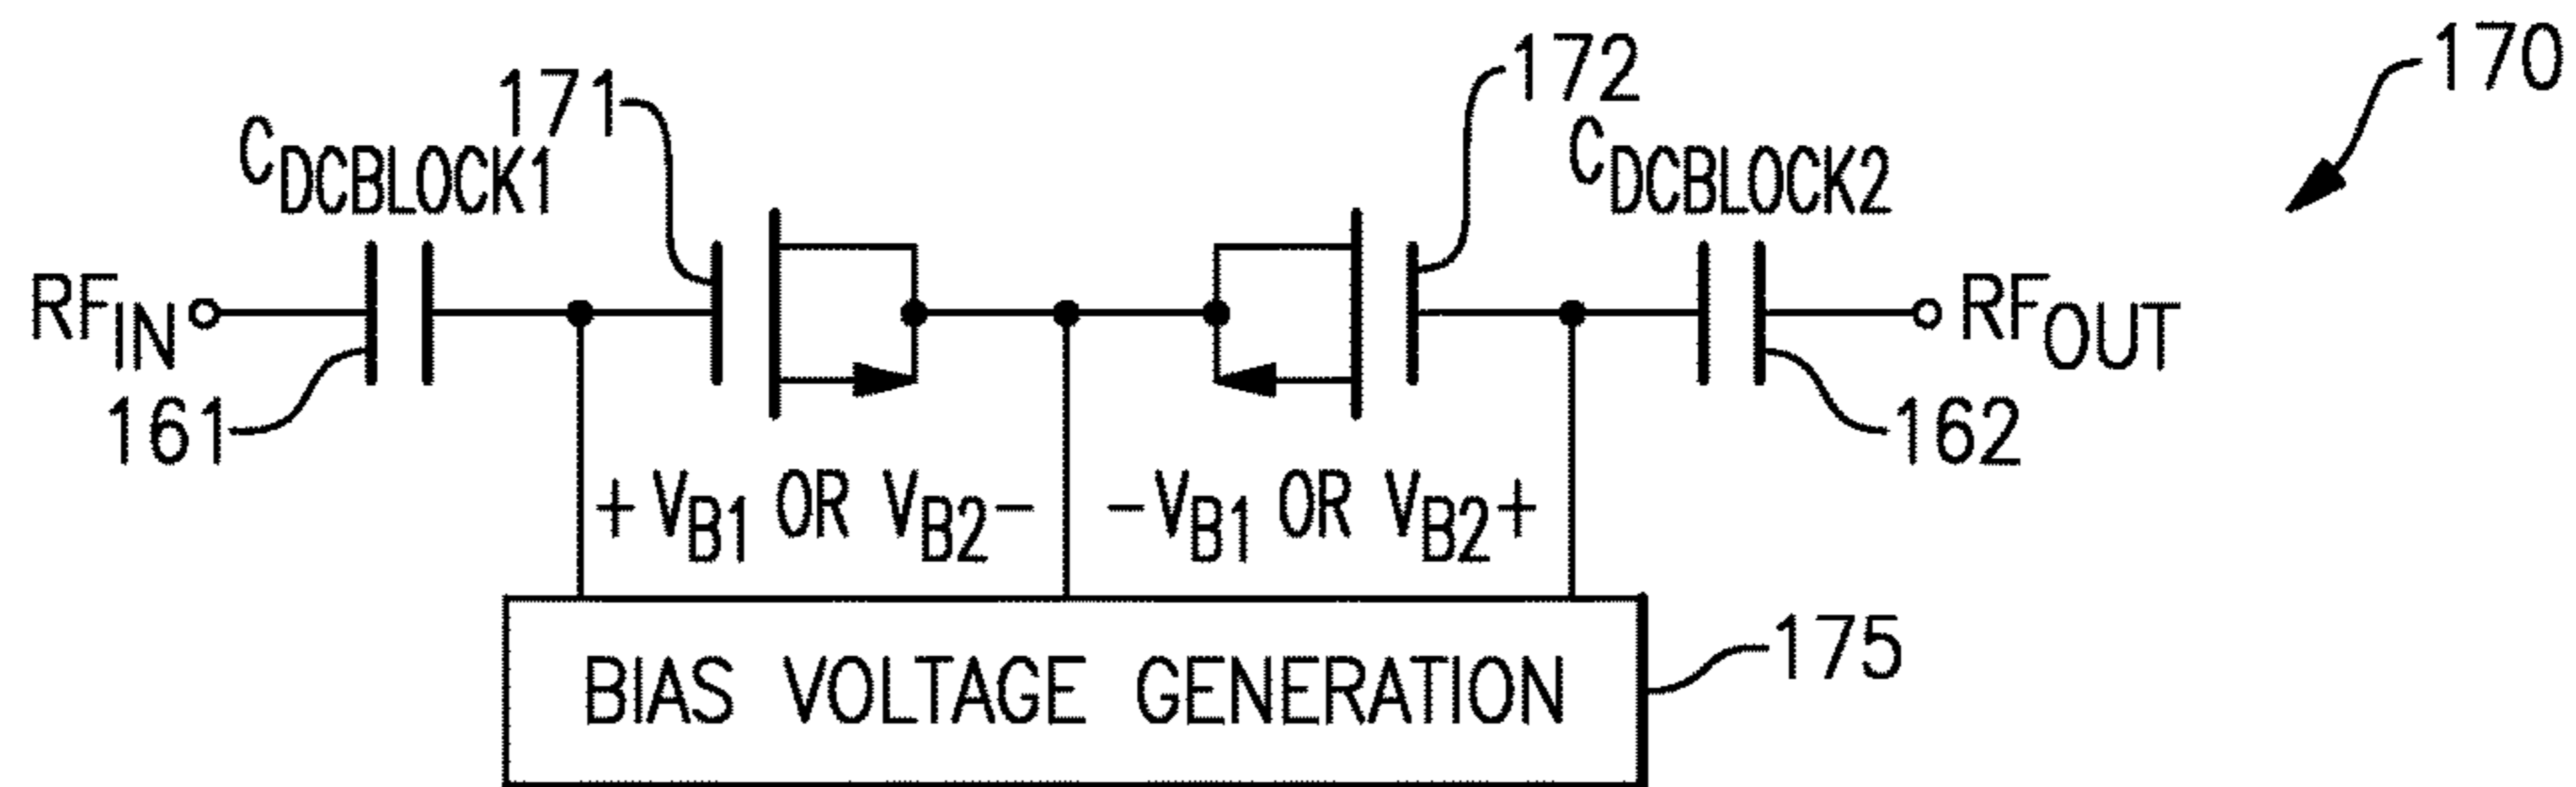 170
171
172
CDCBLOCK1
CDCBLOCK2
RFIN
RFOUT
161
162
+ VB1 OR VB2 -
- VB1 OR VB2 +
BIAS VOLTAGE GENERATION
175